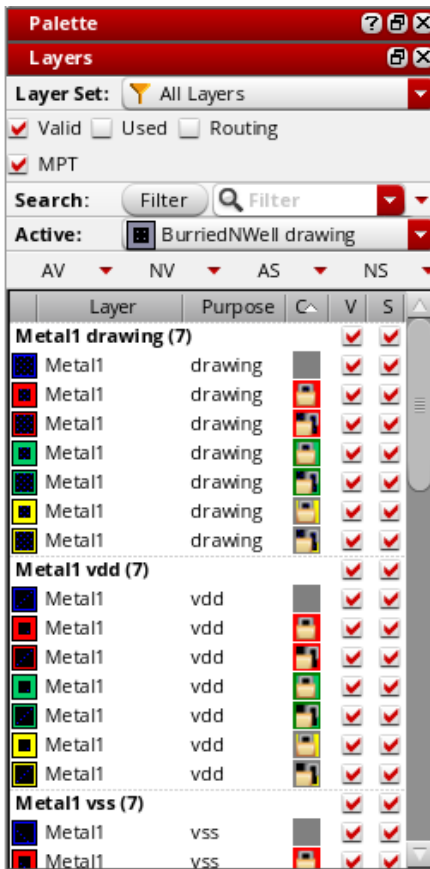 Palette
Layers
Layer Set: All Layers
Valid Used Routing
MPT
Search: Filter Filter
Active: BurriedNWell drawing
AV NV AS NS
Layer Purpose C V S
Metal1 drawing (7)
Metal1 drawing
Metal1 drawing
Metal1 drawing
Metal1 drawing
Metal1 drawing
Metal1 drawing
Metal1 drawing
Metal1 vdd (7)
Metal1 vdd
Metal1 vdd
Metal1 vdd
Metal1 vdd
Metal1 vdd
Metal1 vdd
Metal1 vdd
Metal1 vss (7)
Metal1 vss
Metal1 vss